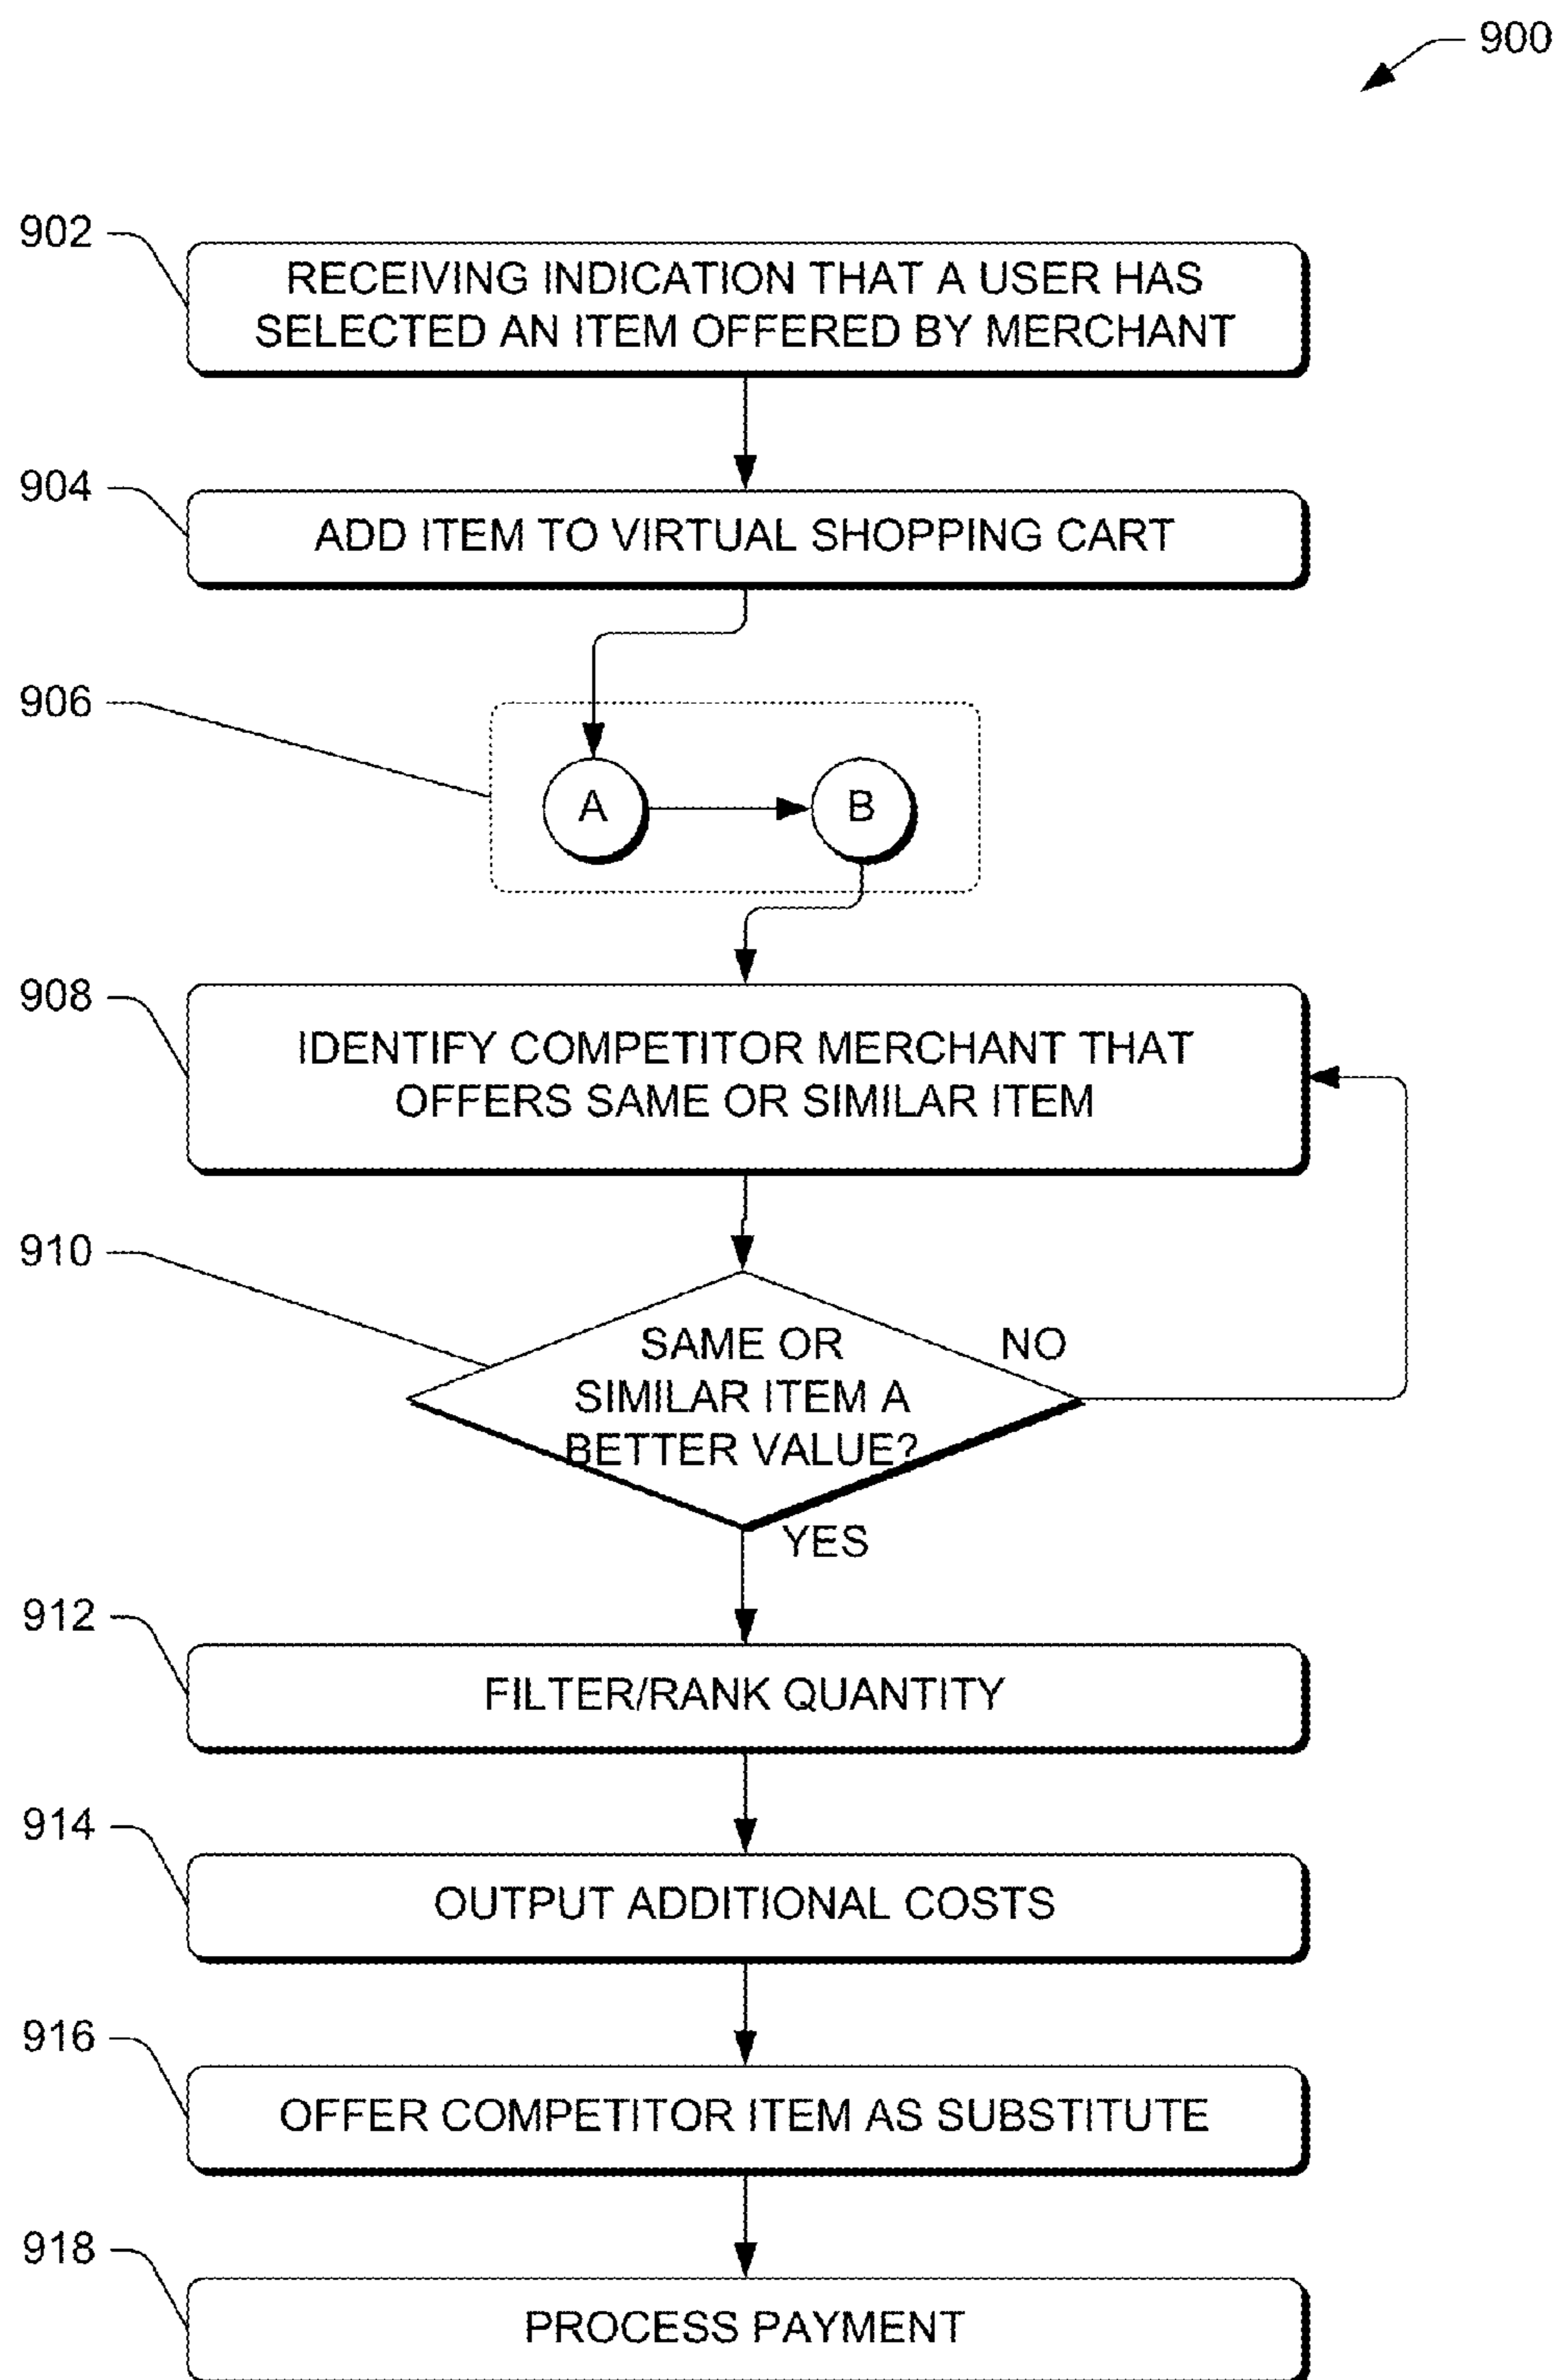 900
902
RECEIVING INDICATION THAT A USER HAS
SELECTED AN ITEM OFFERED BY MERCHANT
904
ADD ITEM TO VIRTUAL SHOPPING CART
906
A
B
908
IDENTIFY COMPETITOR MERCHANT THAT
OFFERS SAME OR SIMILAR ITEM
910
SAME OR
SIMILAR ITEM A
BETTER VALUE?
NO
YES
912
FILTER/RANK QUANTITY
914
OUTPUT ADDITIONAL COSTS
916
OFFER COMPETITOR ITEM AS SUBSTITUTE
918
PROCESS PAYMENT